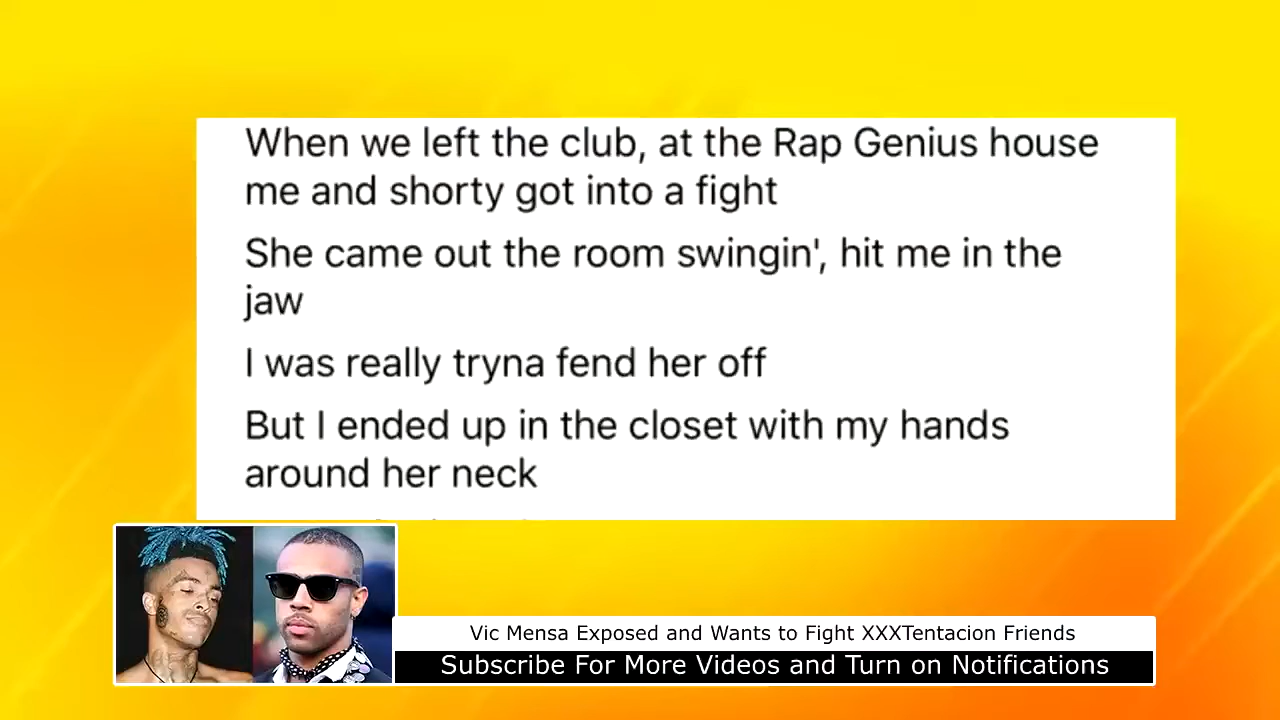 When we left the club, at the Rap Genius house
me and shorty got into a fight
She came out the room swingin', hit me in the
jaw
I was really tryna fend her off
But I ended up in the closet with my hands
around her neck
Vic Mensa Exposed and Wants to Fight XXXTentacion Friends
Subscribe For More Videos and Turn on Notifications